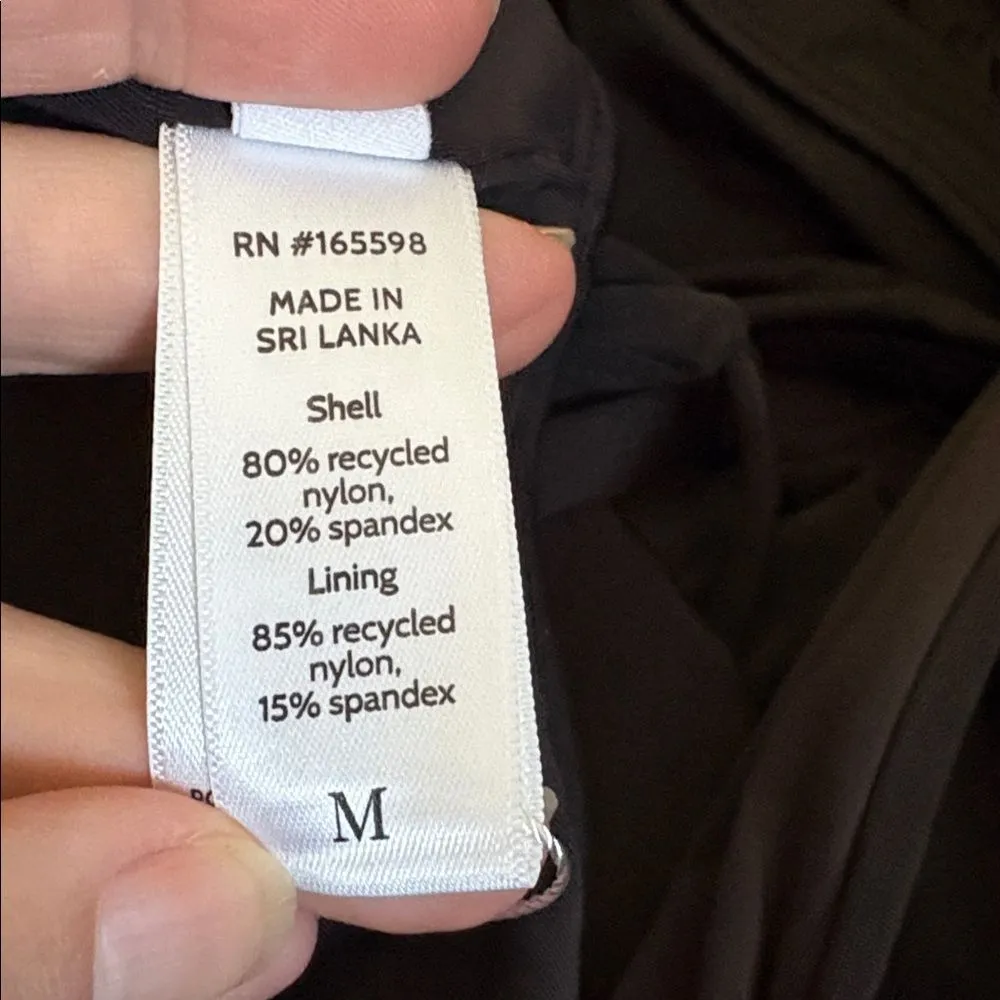 RN #165598
MADE IN
SRI LANKA
Shell
80% recycled
nylon,
20% spandex
Lining
85% recycled
nylon,
15% spandex
M